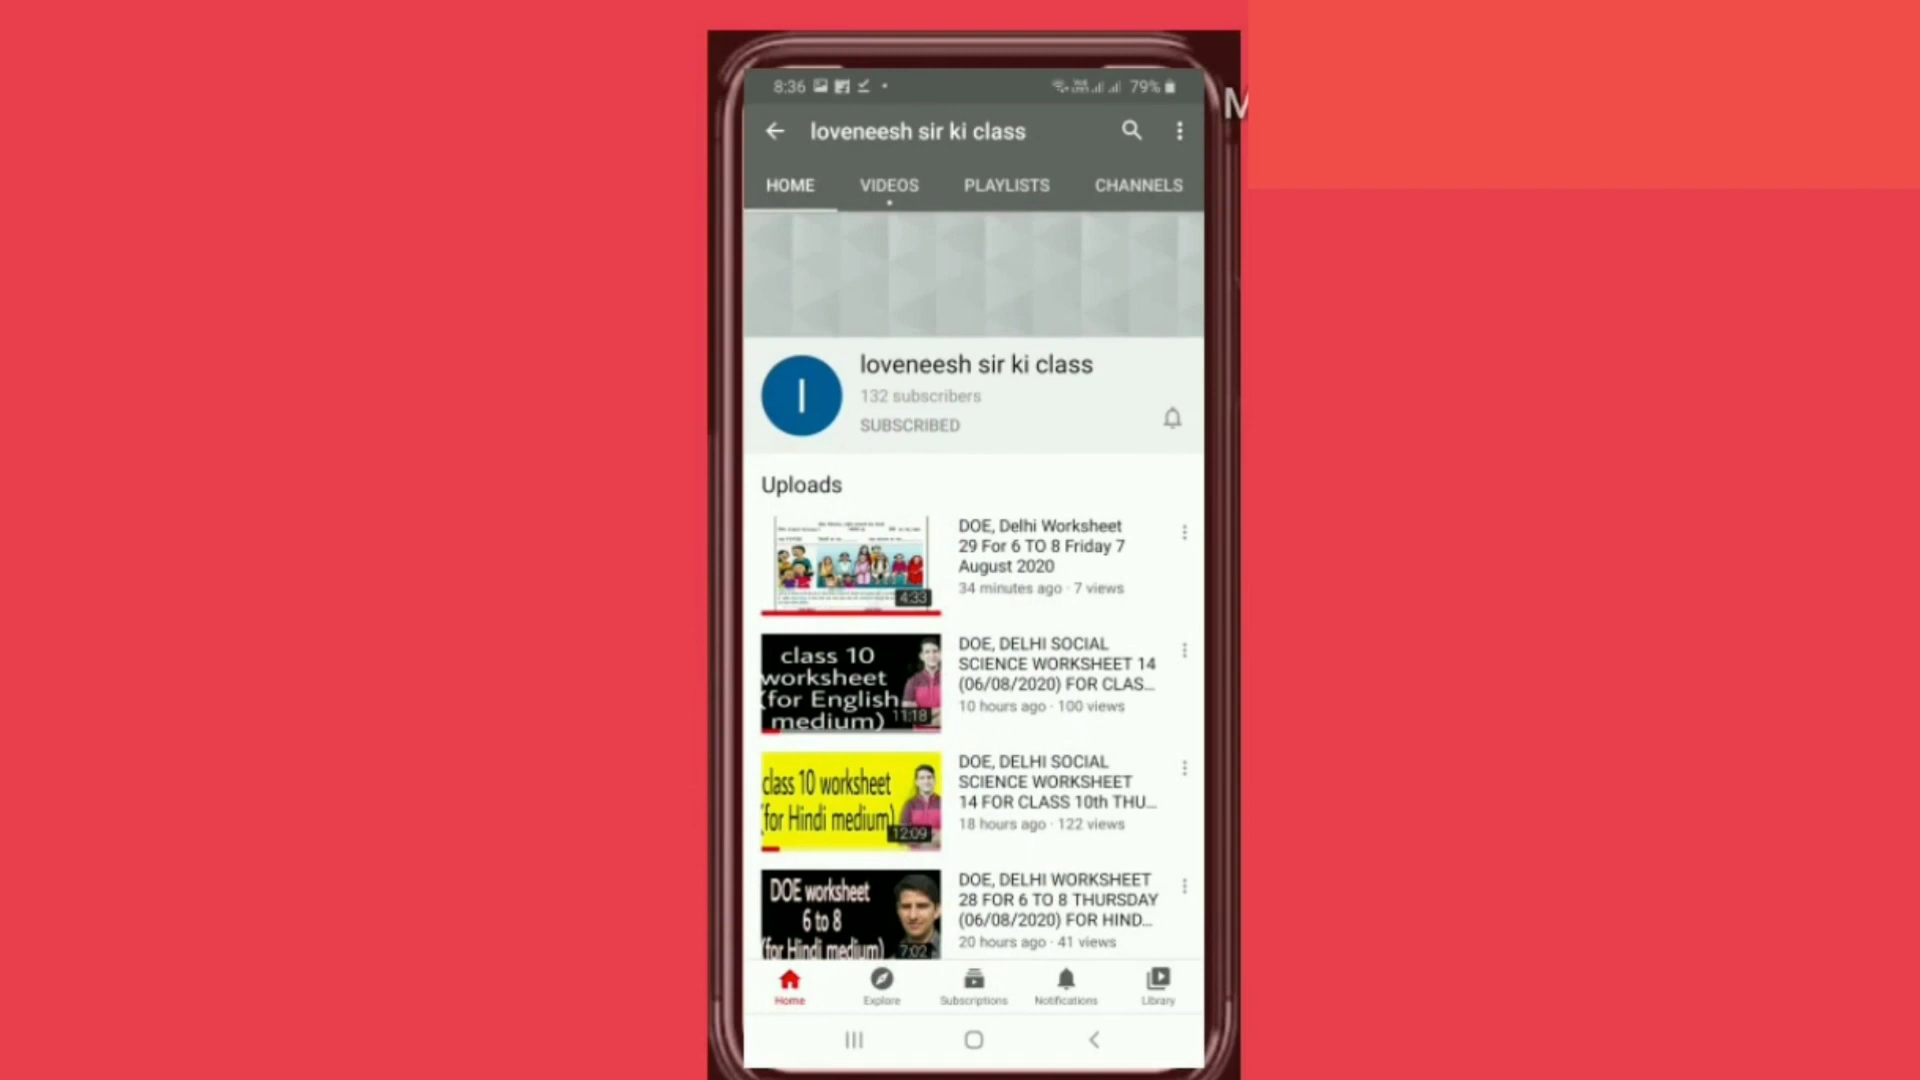 8:36
79%
M
loveneesh sir ki class
HOME VIDEOS PLAYLISTS CHANNELS
loveneesh sir ki class
132 subscribers
SUBSCRIBED
Uploads
4:33
DOE, Delhi Worksheet
29 For 6 TO 8 Friday 7
August 2020
34 minutes ago · 7 views
class 10
worksheet
(for English
medium)
11:18
DOE, DELHI SOCIAL
SCIENCE WORKSHEET 14
(06/08/2020) FOR CLAS...
10 hours ago · 100 views
class 10 worksheet
(for Hindi medium)
12:09
DOE, DELHI SOCIAL
SCIENCE WORKSHEET
14 FOR CLASS 10th THU...
18 hours ago · 122 views
DOE worksheet
6 to 8
(for Hindi medium)
7:02
DOE, DELHI WORKSHEET
28 FOR 6 TO 8 THURSDAY
(06/08/2020) FOR HIND...
20 hours ago · 41 views
Home Explore Subscriptions Notifications Library